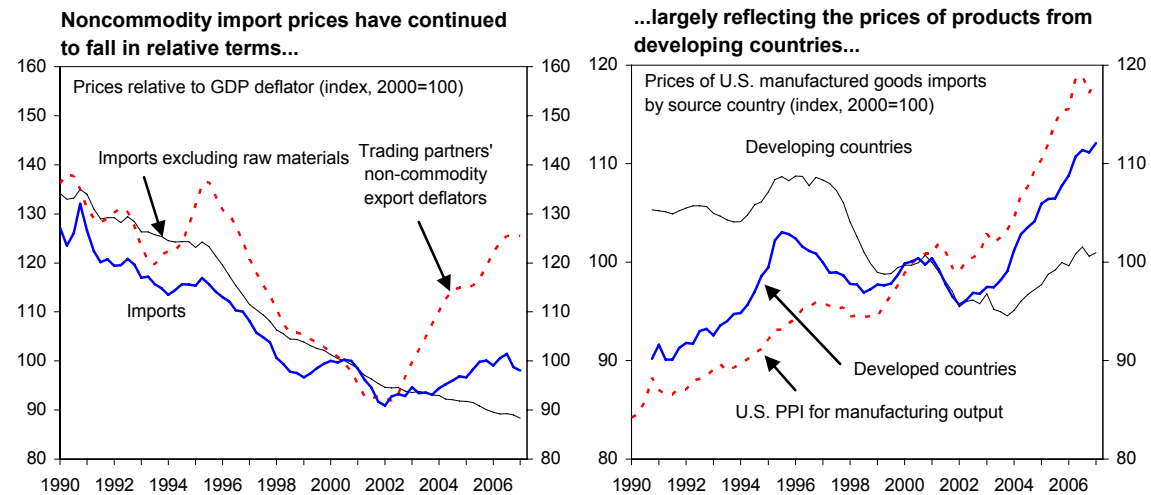 Noncommodity import prices have continued
to fall in relative terms...
160
150
140
130
120
110
100
90
80
160
150
140
130
120
110
100
90
80
Prices relative to GDP deflator (index, 2000=100)
Imports excluding raw materials
Trading partners'
non-commodity
export deflators
Imports
1990 1992 1994 1996 1998 2000 2002 2004 2006
...largely reflecting the prices of products from
developing countries...
120
110
100
90
80
120
110
100
90
80
Prices of U.S. manufactured goods imports
by source country (index, 2000=100)
Developing countries
Developed countries
U.S. PPI for manufacturing output
1990 1992 1994 1996 1998 2000 2002 2004 2006